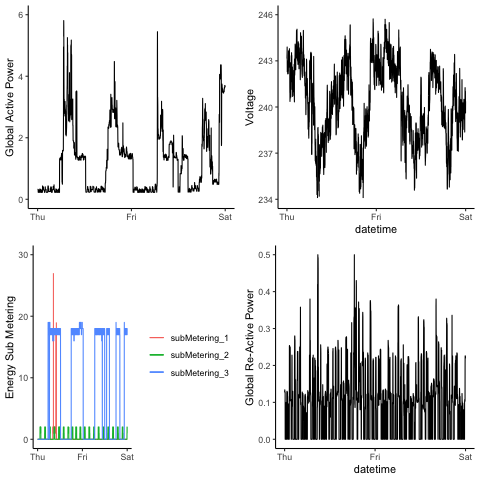 Global Active Power
6
4
2
0
Thu Fri Sat
Voltage
246
243
240
237
234
Thu Fri Sat
datetime
Energy Sub Metering
30
20
10
0
Thu Fri Sat
subMetering_1
subMetering_2
subMetering_3
Global Re-Active Power
0.5
0.4
0.3
0.2
0.1
0.0
Thu Fri Sat
datetime